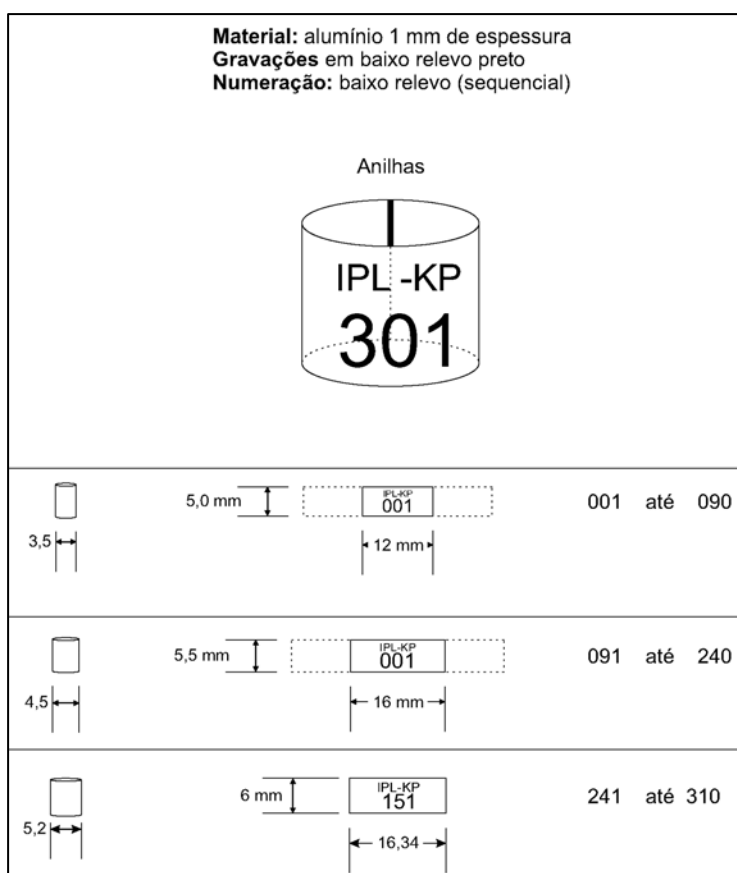 Material: alumínio 1 mm de espessura
Gravações em baixo relevo preto
Numeração: baixo relevo (sequencial)
Anilhas
IPL -KP
301
5,0 mm
IPL-KP
001
001 até 090
3,5
12 mm
5,5 mm
IPL-KP
001
091 até 240
4,5
16 mm
6 mm
IPL-KP
151
241 até 310
5,2
16,34